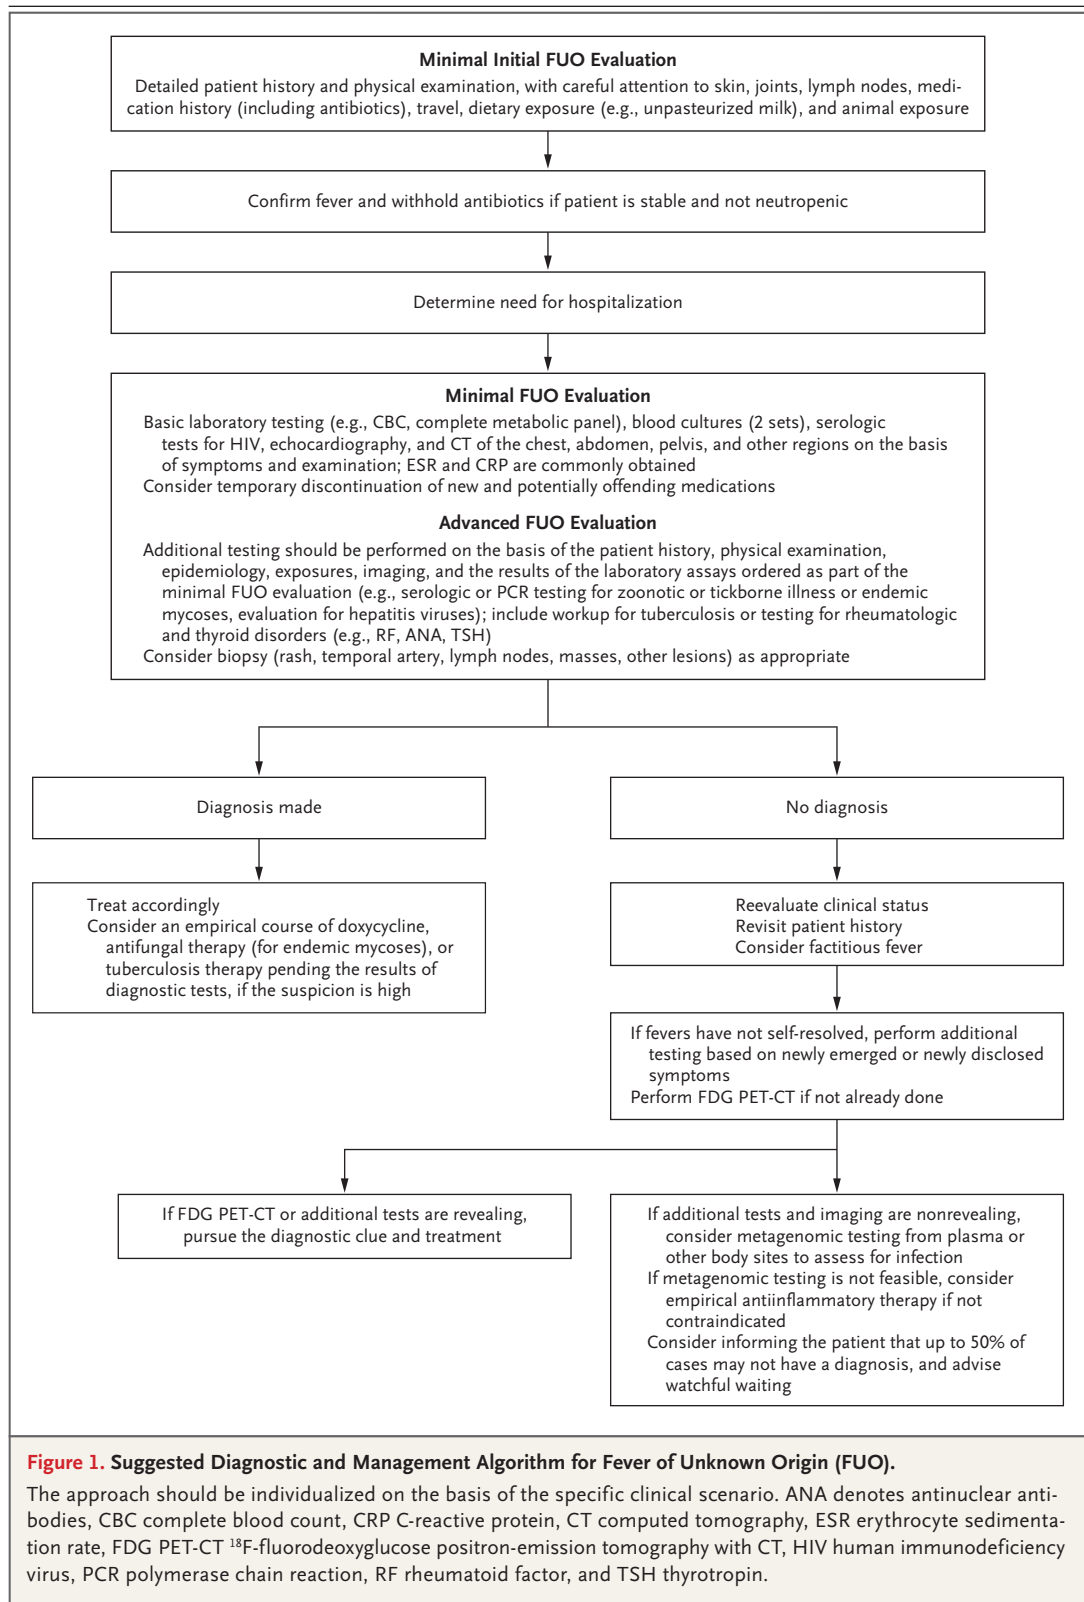 Minimal Initial FUO Evaluation
Detailed patient history and physical examination, with careful attention to skin, joints, lymph nodes, medi-
cation history (including antibiotics), travel, dietary exposure (e.g., unpasteurized milk), and animal exposure
Confirm fever and withhold antibiotics if patient is stable and not neutropenic
Determine need for hospitalization
Minimal FUO Evaluation
Basic laboratory testing (e.g., CBC, complete metabolic panel), blood cultures (2 sets), serologic
tests for HIV, echocardiography, and CT of the chest, abdomen, pelvis, and other regions on the basis
of symptoms and examination; ESR and CRP are commonly obtained
Consider temporary discontinuation of new and potentially offending medications
Advanced FUO Evaluation
Additional testing should be performed on the basis of the patient history, physical examination,
epidemiology, exposures, imaging, and the results of the laboratory assays ordered as part of the
minimal FUO evaluation (e.g., serologic or PCR testing for zoonotic or tickborne illness or endemic
mycoses, evaluation for hepatitis viruses); include workup for tuberculosis or testing for rheumatologic
and thyroid disorders (e.g., RF, ANA, TSH)
Consider biopsy (rash, temporal artery, lymph nodes, masses, other lesions) as appropriate
Diagnosis made
No diagnosis
Treat accordingly
Consider an empirical course of doxycycline,
antifungal therapy (for endemic mycoses), or
tuberculosis therapy pending the results of
diagnostic tests, if the suspicion is high
Reevaluate clinical status
Revisit patient history
Consider factitious fever
If fevers have not self-resolved, perform additional
testing based on newly emerged or newly disclosed
symptoms
Perform FDG PET-CT if not already done
If FDG PET-CT or additional tests are revealing,
pursue the diagnostic clue and treatment
If additional tests and imaging are nonrevealing,
consider metagenomic testing from plasma or
other body sites to assess for infection
If metagenomic testing is not feasible, consider
empirical antiinflammatory therapy if not
contraindicated
Consider informing the patient that up to 50% of
cases may not have a diagnosis, and advise
watchful waiting
Figure 1. Suggested Diagnostic and Management Algorithm for Fever of Unknown Origin (FUO).
The approach should be individualized on the basis of the specific clinical scenario. ANA denotes antinuclear anti-
bodies, CBC complete blood count, CRP C-reactive protein, CT computed tomography, ESR erythrocyte sedimenta-
tion rate, FDG PET-CT ¹⁸F-fluorodeoxyglucose positron-emission tomography with CT, HIV human immunodeficiency
virus, PCR polymerase chain reaction, RF rheumatoid factor, and TSH thyrotropin.